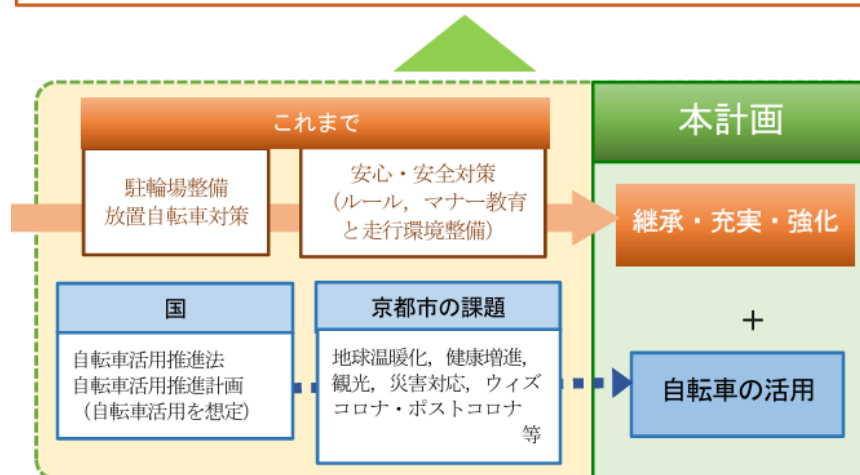 これまで
本計画
駐輪場整備
放置自転車対策
安心・安全対策
(ルール,マナー教育
と走行環境整備)
継承・充実・強化
国
自転車活用推進法
自転車活用推進計画
(自転車活用を想定)
京都市の課題
地球温暖化,健康増進,
観光,災害対応,ウィズ
コロナ・ポストコロナ
等
+
自転車の活用